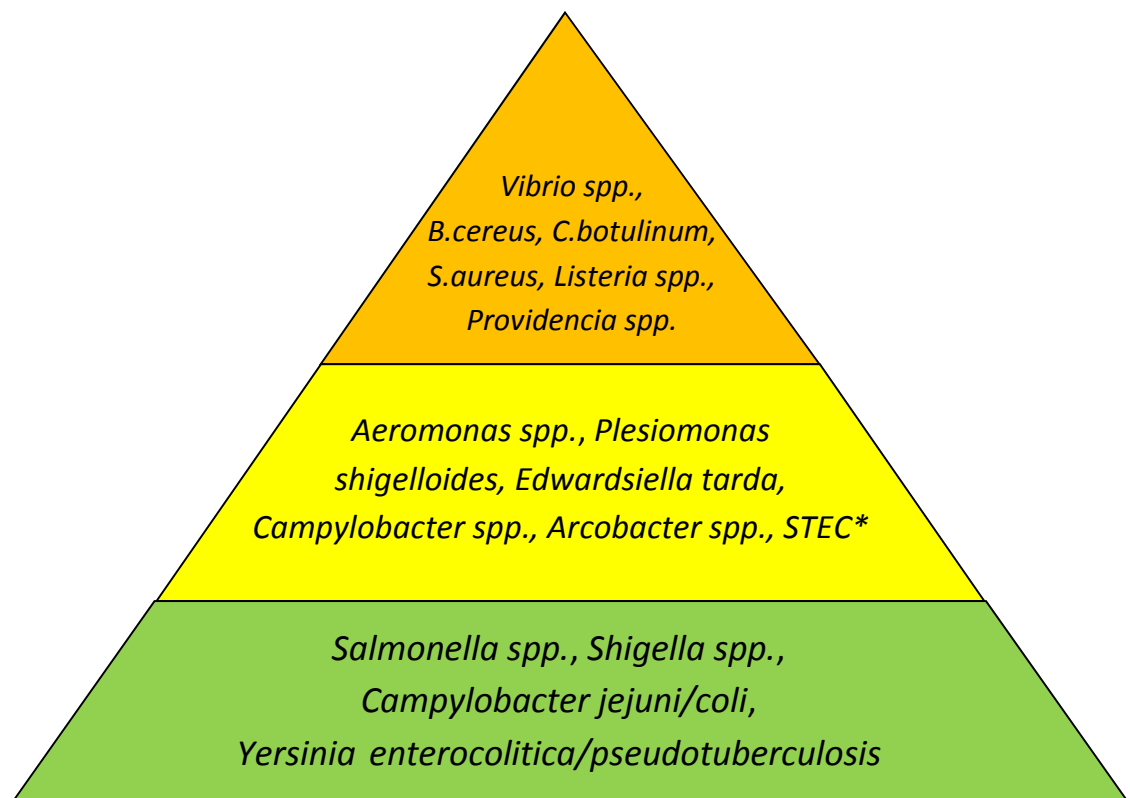 Vibrio spp.,
B.cereus, C.botulinum,
S.aureus, Listeria spp.,
Providencia spp.
Aeromonas spp., Plesiomonas
shigelloides, Edwardsiella tarda,
Campylobacter spp., Arcobacter spp., STEC*
Salmonella spp., Shigella spp.,
Campylobacter jejuni/coli,
Yersinia enterocolitica/pseudotuberculosis